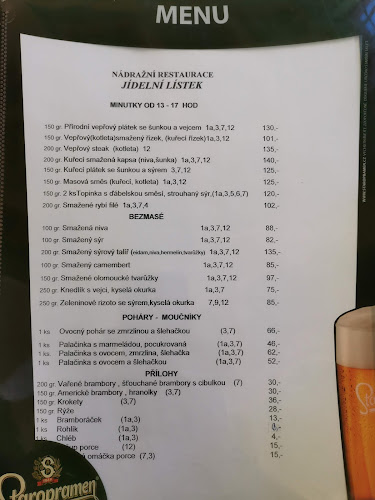 MENU
NÁDRAŽNÍ RESTAURACE
JÍDELNÍ LÍSTEK
MINUTKY OD 13 - 17 HOD
150 gr. Přírodní vepřový plátek se šunkou a vejcem 1a,3,7,12 130,-
150 gr. Vepřový(kotleta)smažený řízek, (kuřecí řízek)1a,3,12 101,-
200 gr. Vepřový steak (kotleta) 12 135,-
200 gr. Kuřecí smažená kapsa (niva,šunka) 1a,3,7,12 140,-
150 gr. Kuřecí plátek se šunkou a sýrem 3,7,12 120,-
150 gr. Masová směs (kuřecí, kotleta) 1a,3,12 125,-
150 gr. 2 ksTopinka s ďábelskou směsí, strouhaný sýr,(1a,3,5,6,7) 120,-
200 gr. Smažený rybí filé 1a,3,7,4 102,-
BEZMASÉ
100 gr. Smažená niva 1a,3,7,12 88,-
100 gr. Smažený sýr 1a,3,7,12 82,-
200 gr. Smažený sýrový talíř (eidam,niva,hermelín,tvarůžky) 1a,3,7,12 135,-
100 gr. Smažený camembert 1a,3,7,12 85,-
150 gr. Smažené olomoucké tvarůžky 1a,3,7,12 97,-
250 gr. Knedlík s vejci, kyselá okurka 1a,3,7 75,-
250 gr. Zeleninové rizoto se sýrem,kyselá okurka 7,9,12 85,-
POHÁRY - MOUČNÍKY
1 ks Ovocný pohár se zmrzlinou a šlehačkou (3,7) 66,-
1 ks Palačinka s marmeládou, pocukrovaná (1a,3,7) 46,-
1 ks Palačinka s ovocem, zmrzlina, šlehačka (1a,3,7) 62,-
1 ks Palačinka s ovocem a šlehačkou (1a,3,7) 52,-
PŘÍLOHY
200 gr. Vařené brambory , šťouchané brambory s cibulkou (7) 30,-
150 gr. Americké brambory , hranolky (3,7) 30,-
150 gr. Krokety (3,7) 36,-
150 gr. Rýže 28,-
1 ks Bramboráček (1a,3) 13,-
1 ks Rohlík (1a,3)
1 ks Chléb (1a,3) 4,-
porce (12) 15,-
omáčka porce (7,3) 15,-
Staropramen